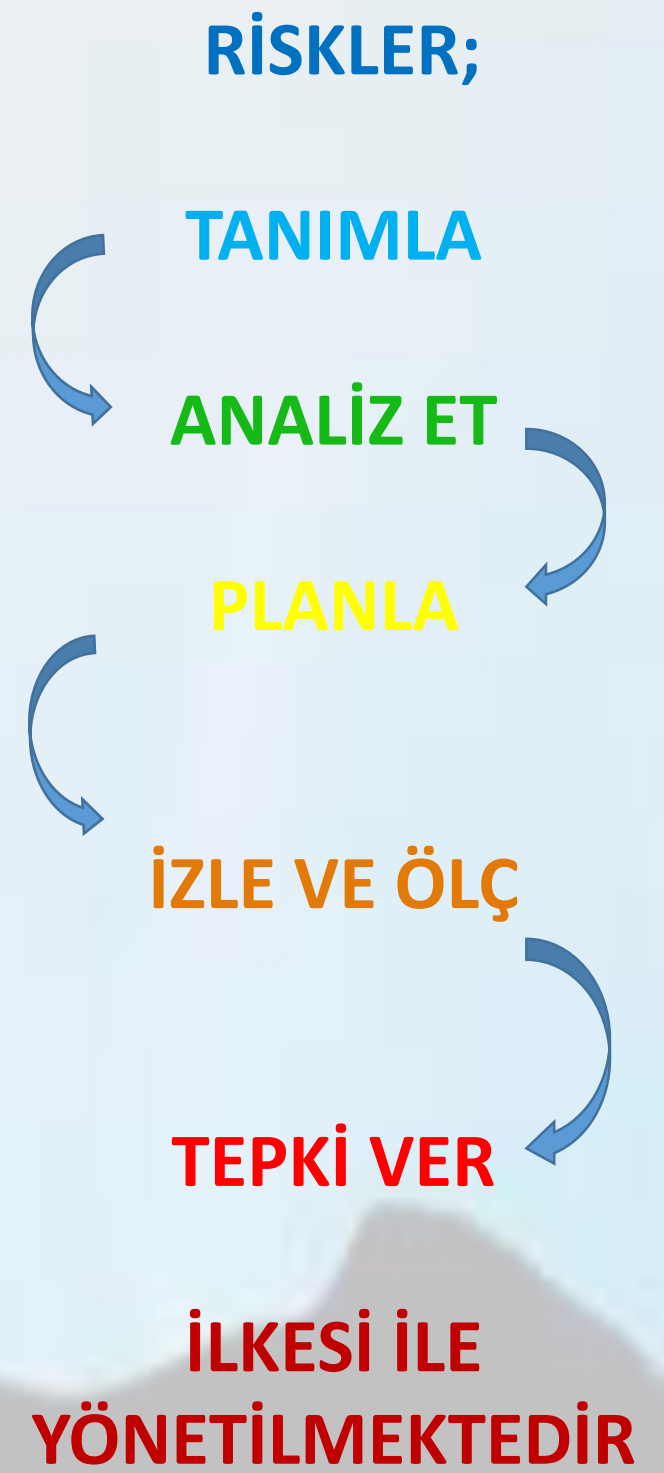 RİSKLER;
TANIMLA
ANALİZ ET
PLANLA
İZLE VE ÖLÇ
TEPKİ VER
İLKESİ İLE
YÖNETİLMEKTEDİR